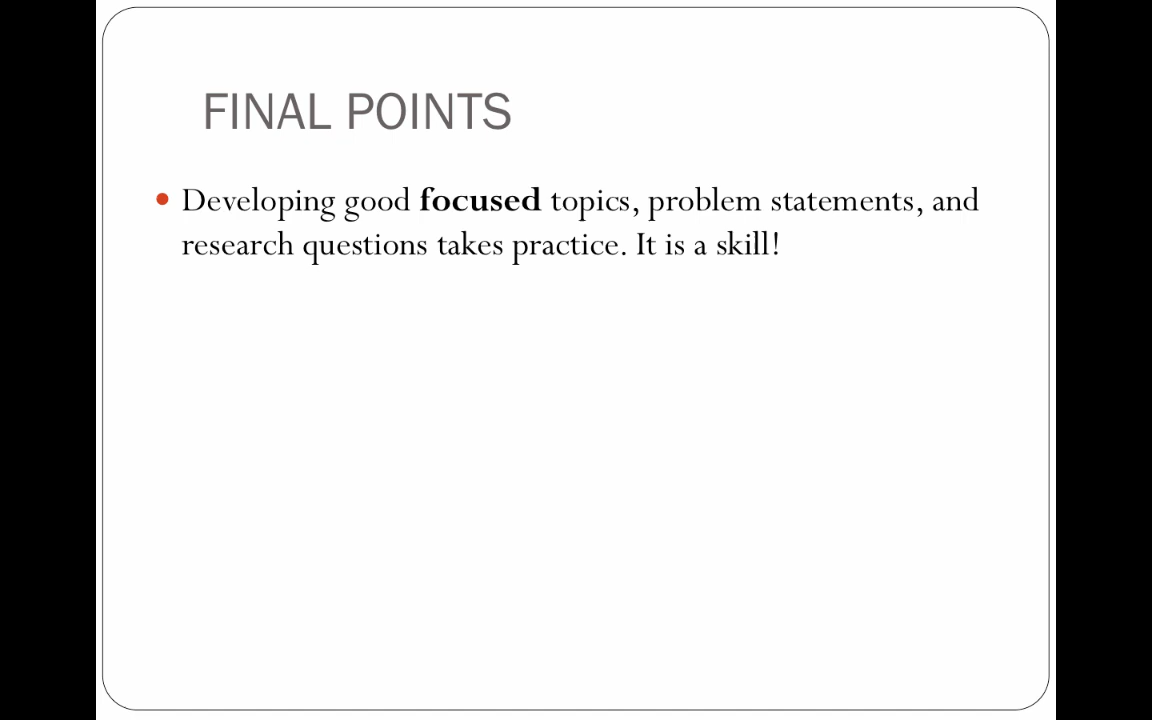 FINAL POINTS
Developing good focused topics, problem statements, and
research questions takes practice. It is a skill!